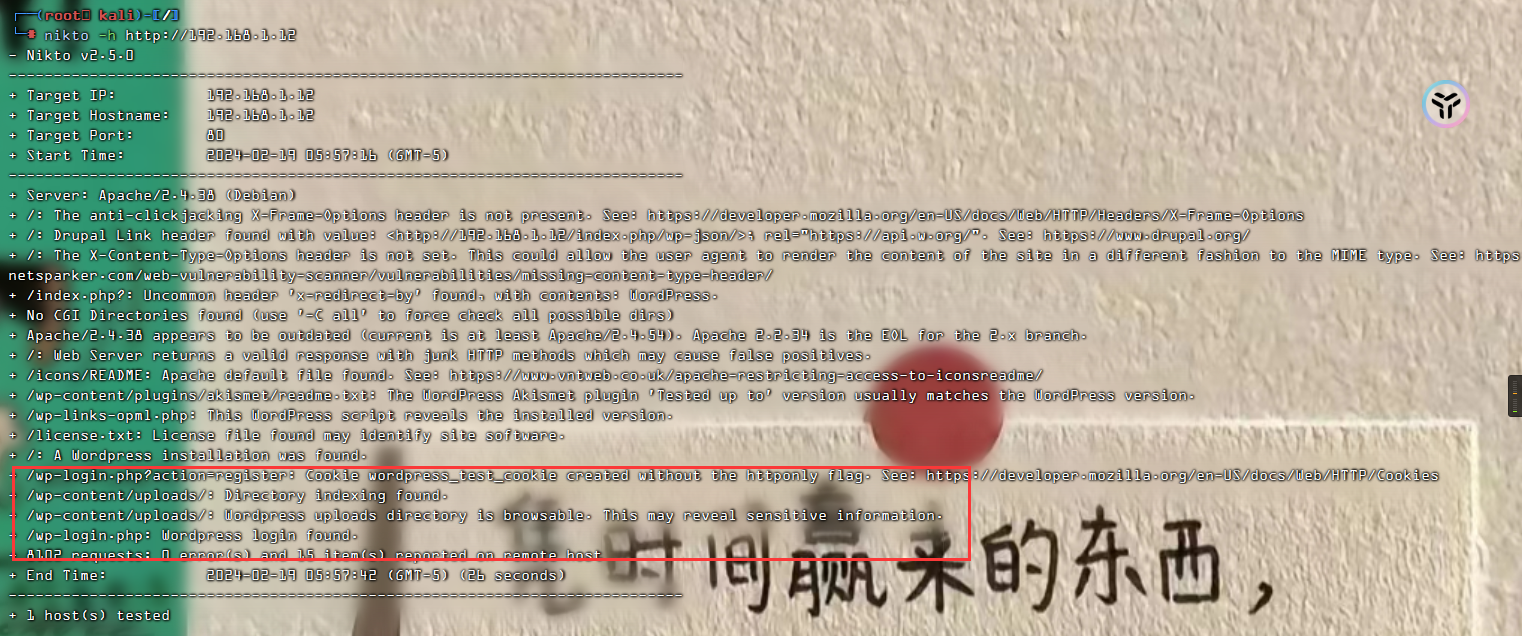 ┌──(root㉿kali)-[/]
└─# nikto -h http://192.168.1.12
- Nikto v2.5.0
---------------------------------------------------------------------------
+ Target IP:          192.168.1.12
+ Target Hostname:    192.168.1.12
+ Target Port:        80
+ Start Time:         2024-02-19 05:57:16 (GMT-5)
---------------------------------------------------------------------------
+ Server: Apache/2.4.38 (Debian)
+ /: The anti-clickjacking X-Frame-Options header is not present. See: https://developer.mozilla.org/en-US/docs/Web/HTTP/Headers/X-Frame-Options
+ /: Drupal Link header found with value: <http://192.168.1.12/index.php/wp-json/>; rel="https://api.w.org/". See: https://www.drupal.org/
+ /: The X-Content-Type-Options header is not set. This could allow the user agent to render the content of the site in a different fashion to the MIME type. See: https
netsparker.com/web-vulnerability-scanner/vulnerabilities/missing-content-type-header/
+ /index.php?: Uncommon header 'x-redirect-by' found, with contents: WordPress.
+ No CGI Directories found (use '-C all' to force check all possible dirs)
+ Apache/2.4.38 appears to be outdated (current is at least Apache/2.4.54). Apache 2.2.34 is the EOL for the 2.x branch.
+ /: Web Server returns a valid response with junk HTTP methods which may cause false positives.
+ /icons/README: Apache default file found. See: https://www.vntweb.co.uk/apache-restricting-access-to-iconsreadme/
+ /wp-content/plugins/akismet/readme.txt: The WordPress Akismet plugin 'Tested up to' version usually matches the WordPress version.
+ /wp-links-opml.php: This WordPress script reveals the installed version.
+ /license.txt: License file found may identify site software.
+ /: A Wordpress installation was found.
+ /wp-login.php?action=register: Cookie wordpress_test_cookie created without the httponly flag. See: https://developer.mozilla.org/en-US/docs/Web/HTTP/Cookies
+ /wp-content/uploads/: Directory indexing found.
+ /wp-content/uploads/: Wordpress uploads directory is browsable. This may reveal sensitive information.
+ /wp-login.php: Wordpress login found.
+ 8102 requests: 0 error(s) and 15 item(s) reported on remote host
+ End Time:           2024-02-19 05:57:42 (GMT-5) (26 seconds)
---------------------------------------------------------------------------
+ 1 host(s) tested
时间赢来的东西，